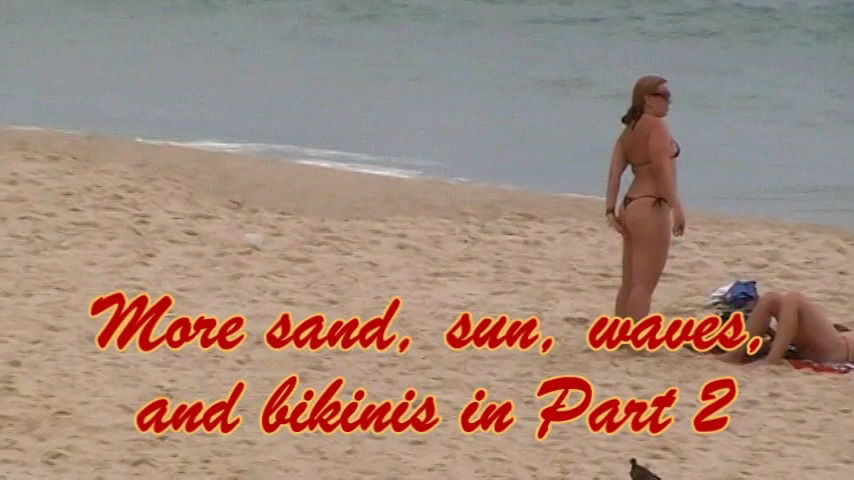 More sand, sun, waves,
and bikinis in Part 2